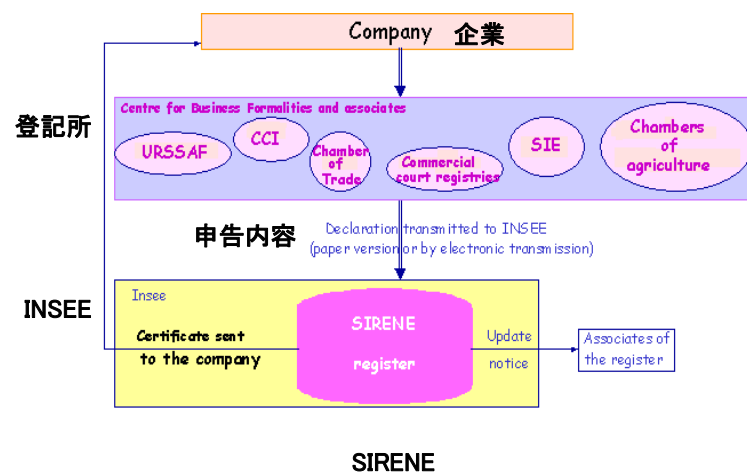 Company 企業
Centre for Business Formalities and associates
登記所
URSSAF
CCI
Chamber
of
Trade
Commercial
court registries
SIE
Chambers
of
agriculture
申告内容
Declaration transmitted to INSEE
(paper version or by electronic transmission)
INSEE
Insee
Certificate sent
to the company
SIRENE
register
Update
notice
Associates of
the register
SIRENE